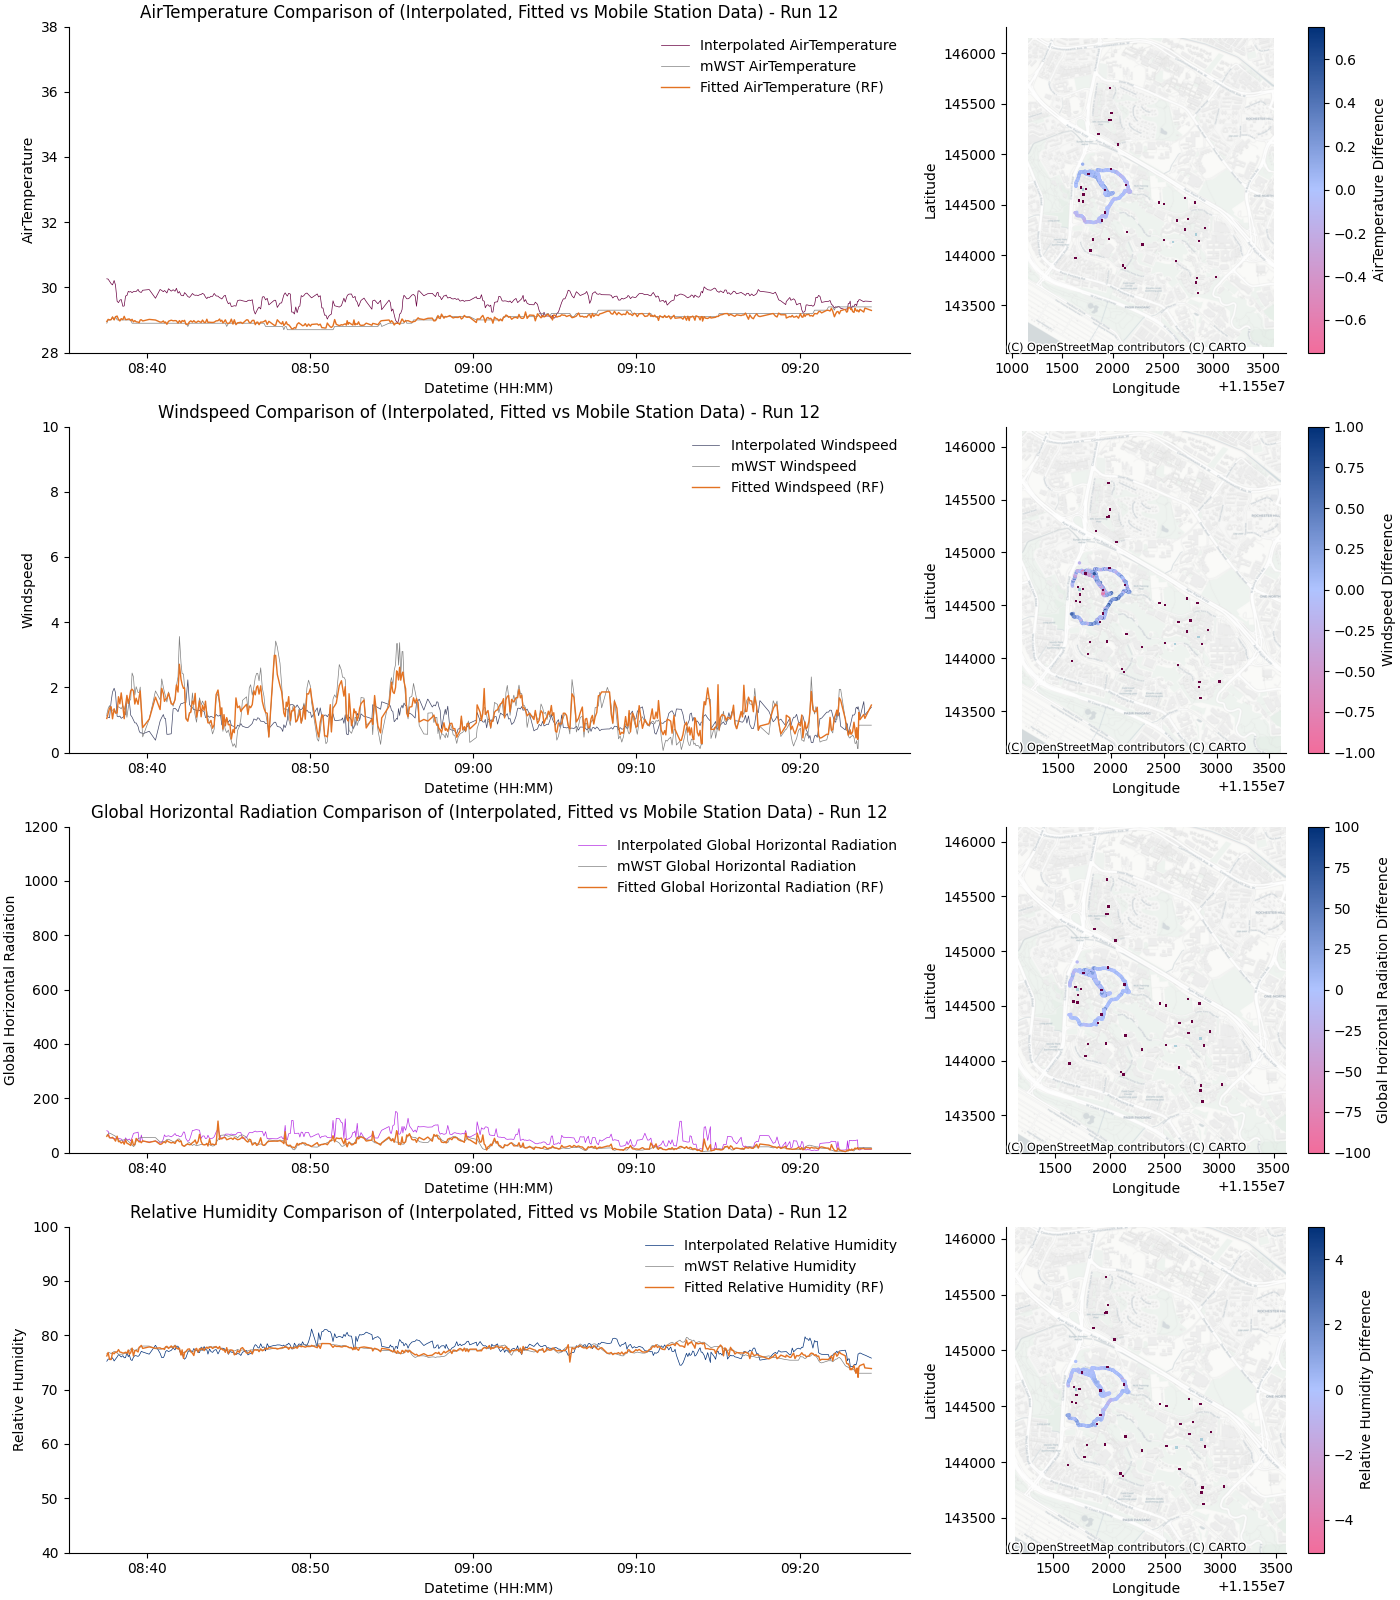 AirTemperature Comparison of (Interpolated, Fitted vs Mobile Station Data) - Run 12
38
36
34
32
30
28
AirTemperature
Interpolated AirTemperature
mWST AirTemperature
Fitted AirTemperature (RF)
08:40
08:50
09:00
09:10
09:20
Datetime (HH:MM)
146000
145500
145000
144500
144000
143500
Latitude
(C) OpenStreetMap contributors (C) CARTO
1000
1500
2000
2500
3000
3500
+1.155e7
Longitude
0.6
0.4
0.2
0.0
−0.2
−0.4
−0.6
AirTemperature Difference
Windspeed Comparison of (Interpolated, Fitted vs Mobile Station Data) - Run 12
10
8
6
4
2
0
Windspeed
Interpolated Windspeed
mWST Windspeed
Fitted Windspeed (RF)
08:40
08:50
09:00
09:10
09:20
Datetime (HH:MM)
146000
145500
145000
144500
144000
143500
Latitude
(C) OpenStreetMap contributors (C) CARTO
1500
2000
2500
3000
3500
+1.155e7
Longitude
1.00
0.75
0.50
0.25
0.00
−0.25
−0.50
−0.75
−1.00
Windspeed Difference
Global Horizontal Radiation Comparison of (Interpolated, Fitted vs Mobile Station Data) - Run 12
1200
1000
800
600
400
200
0
Global Horizontal Radiation
Interpolated Global Horizontal Radiation
mWST Global Horizontal Radiation
Fitted Global Horizontal Radiation (RF)
08:40
08:50
09:00
09:10
09:20
Datetime (HH:MM)
146000
145500
145000
144500
144000
143500
Latitude
(C) OpenStreetMap contributors (C) CARTO
1500
2000
2500
3000
3500
+1.155e7
Longitude
100
75
50
25
0
−25
−50
−75
−100
Global Horizontal Radiation Difference
Relative Humidity Comparison of (Interpolated, Fitted vs Mobile Station Data) - Run 12
100
90
80
70
60
50
40
Relative Humidity
Interpolated Relative Humidity
mWST Relative Humidity
Fitted Relative Humidity (RF)
08:40
08:50
09:00
09:10
09:20
Datetime (HH:MM)
146000
145500
145000
144500
144000
143500
Latitude
(C) OpenStreetMap contributors (C) CARTO
1500
2000
2500
3000
3500
+1.155e7
Longitude
4
2
0
−2
−4
Relative Humidity Difference